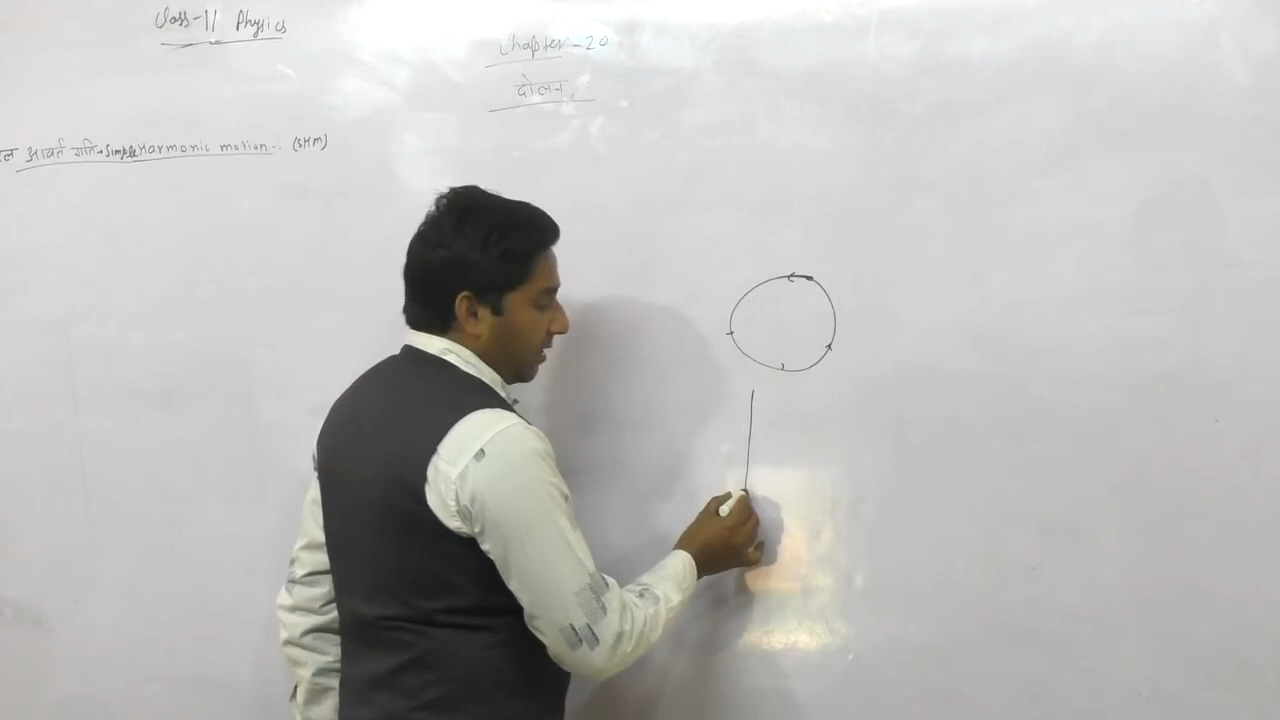 Class-11 Physics
Chapter-20
दोलन
ल आवर्त गति→Simple Harmonic motion-- (SHM)